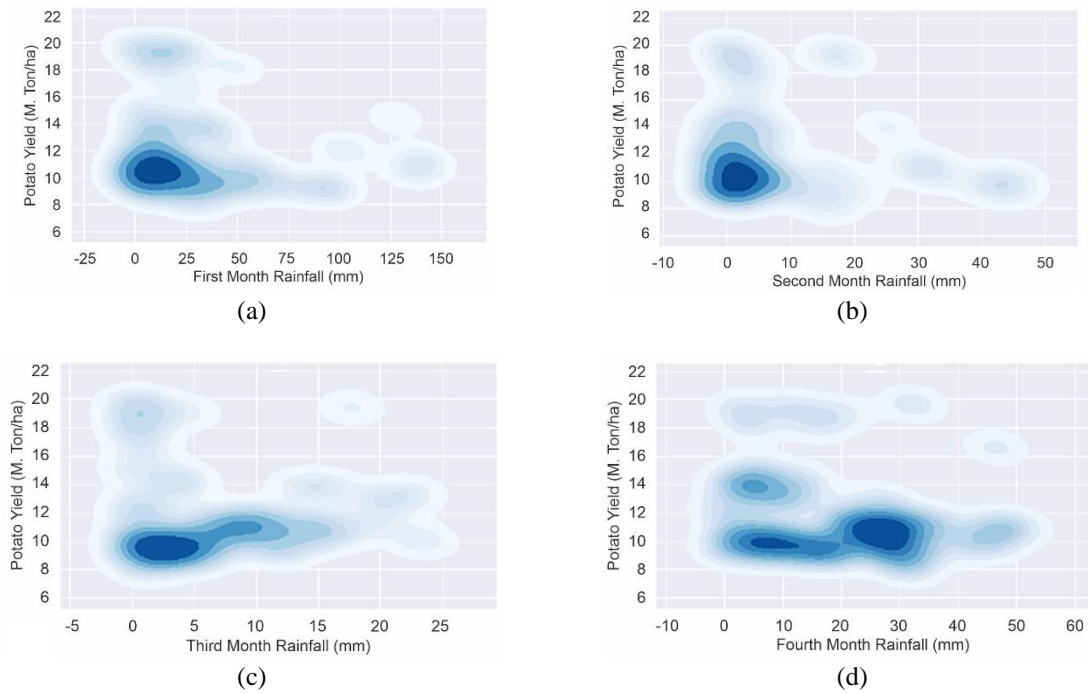 22
20
18
16
14
12
10
8
6
Potato Yield (M. Ton/ha)
-25 0 25 50 75 100 125 150
First Month Rainfall (mm)
(a)
22
20
18
16
14
12
10
8
6
Potato Yield (M. Ton/ha)
-10 0 10 20 30 40 50
Second Month Rainfall (mm)
(b)
22
20
18
16
14
12
10
8
6
Potato Yield (M. Ton/ha)
-5 0 5 10 15 20 25
Third Month Rainfall (mm)
(c)
22
20
18
16
14
12
10
8
6
Potato Yield (M. Ton/ha)
-10 0 10 20 30 40 50 60
Fourth Month Rainfall (mm)
(d)